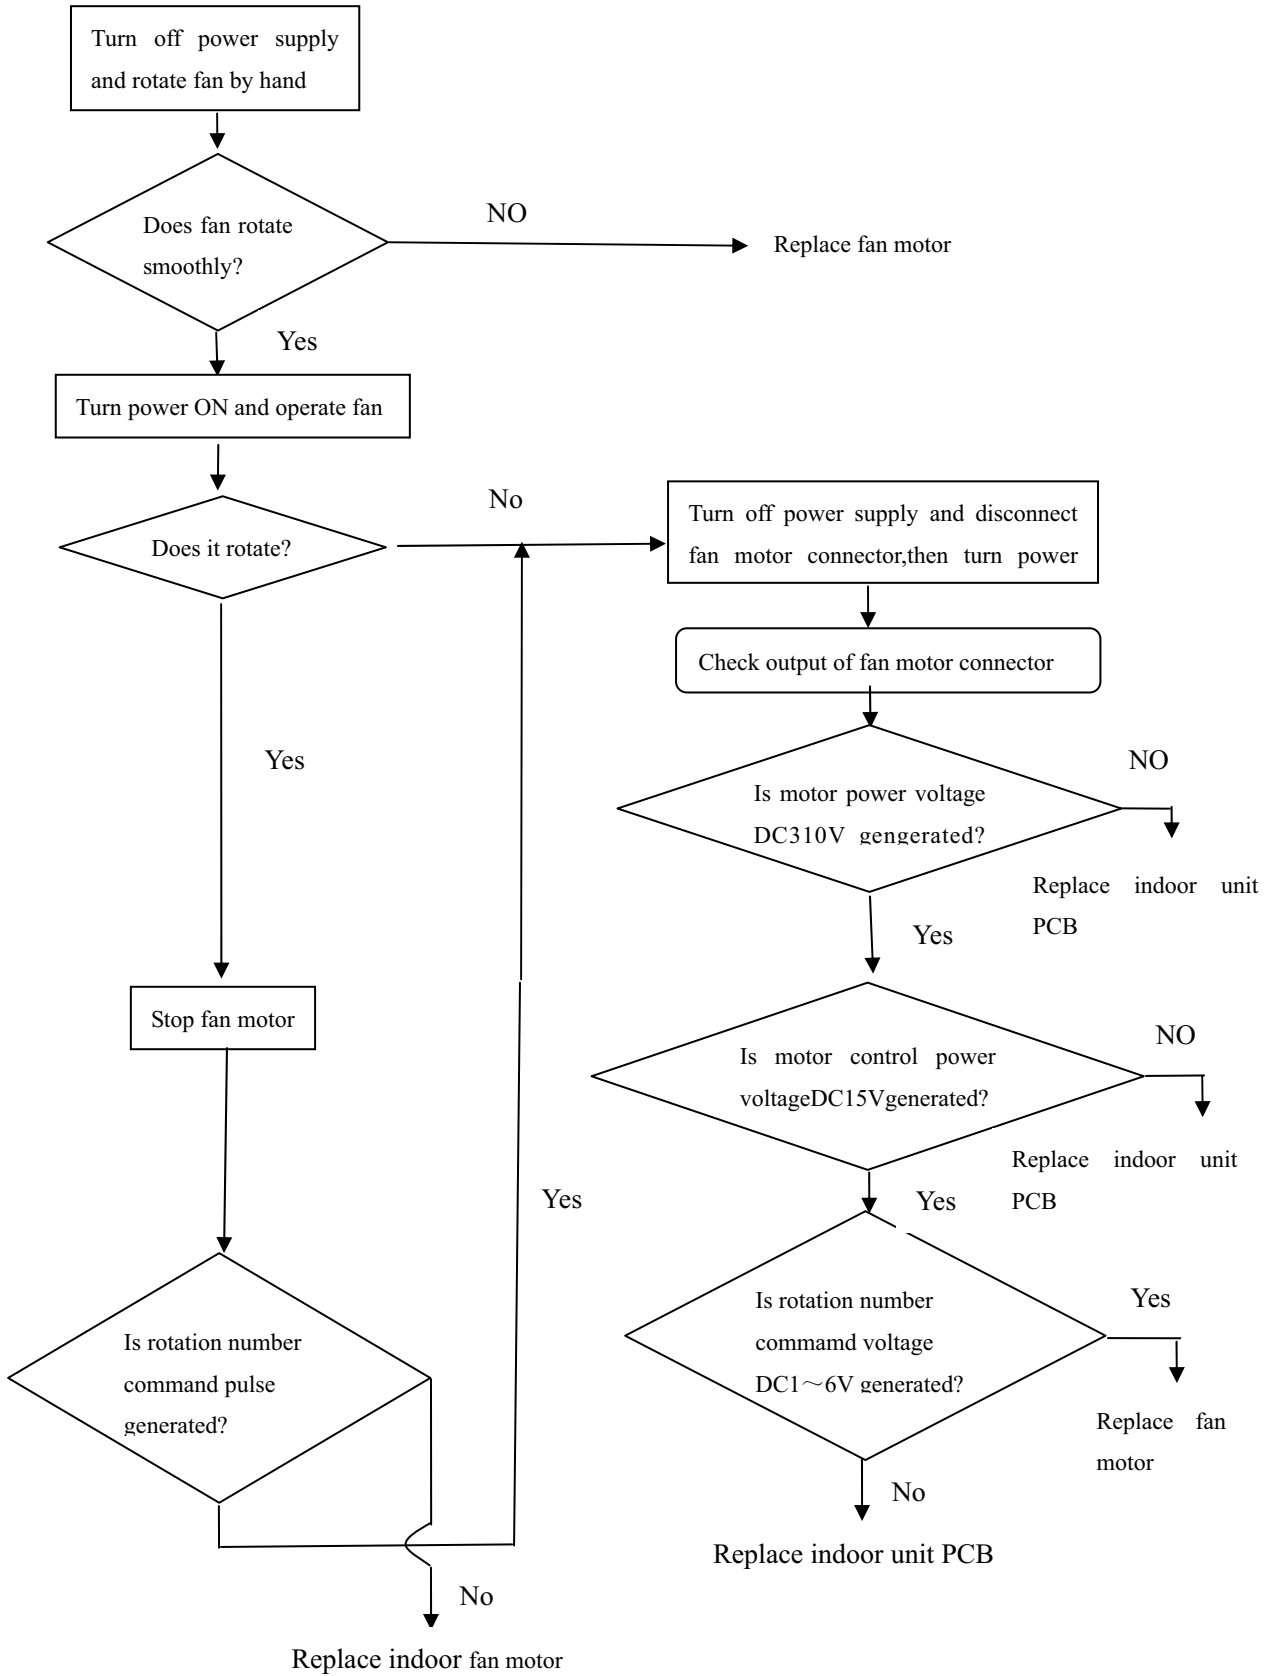 Turn off power supply
and rotate fan by hand
Does fan rotate
smoothly?
NO
Replace fan motor
Yes
Turn power ON and operate fan
Does it rotate?
No
Turn off power supply and disconnect
fan motor connector,then turn power
Check output of fan motor connector
Yes
Is motor power voltage
DC310V gengerated?
NO
Replace indoor unit
PCB
Yes
Stop fan motor
Is motor control power
voltageDC15Vgenerated?
NO
Replace indoor unit
PCB
Yes
Yes
Is rotation number
command pulse
generated?
Is rotation number
commamd voltage
DC1～6V generated?
Yes
Replace fan
motor
No
Replace indoor unit PCB
No
Replace indoor fan motor